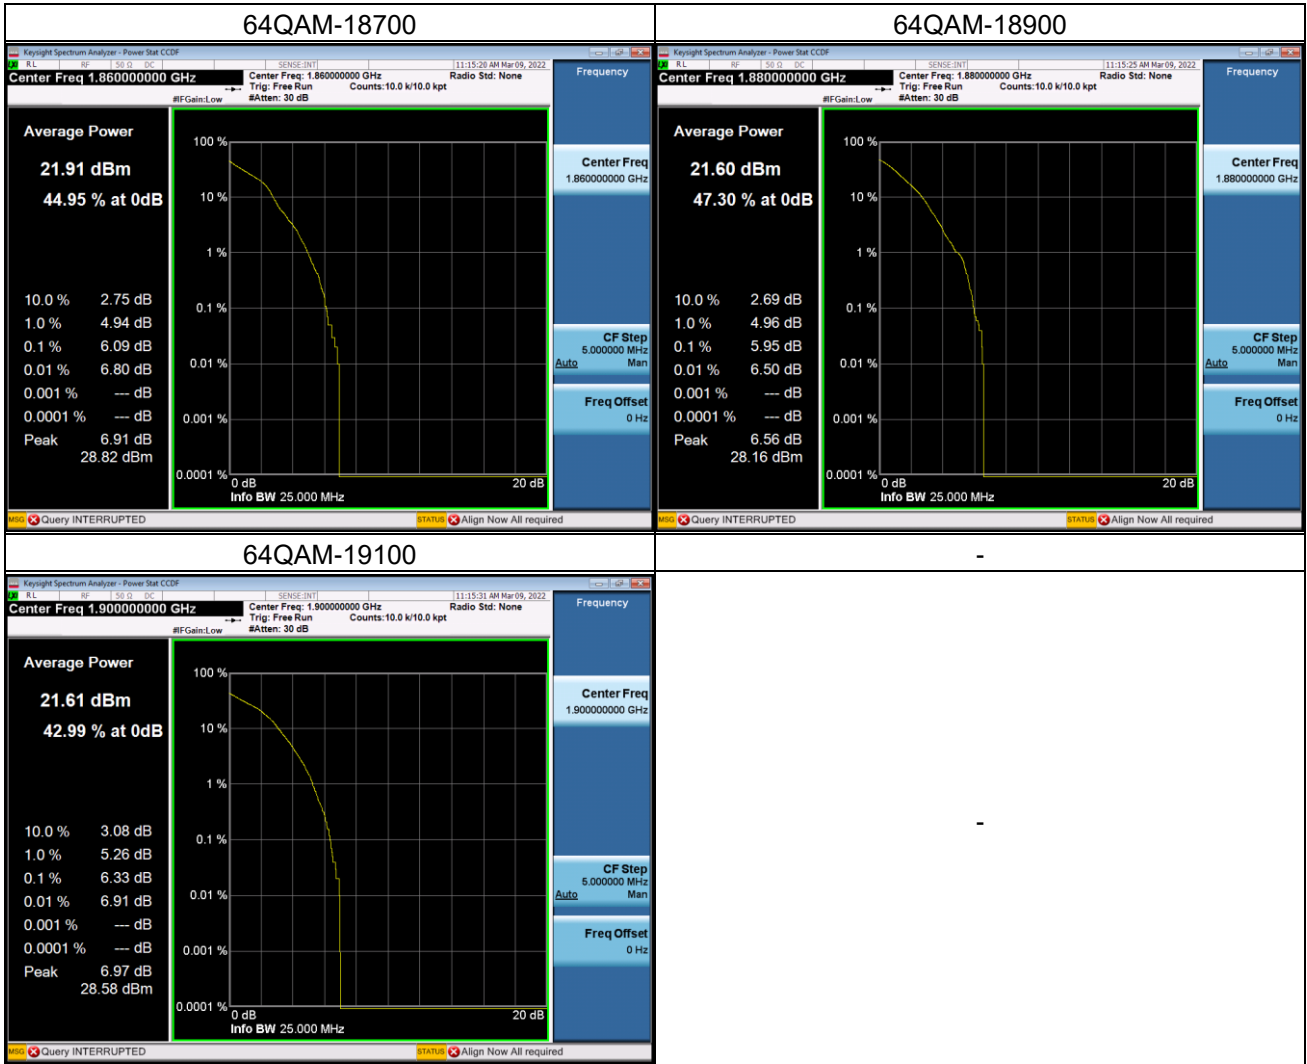 64QAM-18700
Keysight Spectrum Analyzer - Power Stat CCDF
RL RF 50 Ω DC SENSE:INT 11:15:20 AM Mar 09, 2022
Center Freq 1.860000000 GHz
Center Freq: 1.860000000 GHz Radio Std: None
Trig: Free Run Counts:10.0 k/10.0 kpt
#IFGain:Low #Atten: 30 dB
Average Power
21.91 dBm
44.95 % at 0dB
10.0 % 2.75 dB
1.0 % 4.94 dB
0.1 % 6.09 dB
0.01 % 6.80 dB
0.001 % --- dB
0.0001 % --- dB
Peak 6.91 dB
28.82 dBm
100 %
10 %
1 %
0.1 %
0.01 %
0.001 %
0.0001 %
0 dB 20 dB
Info BW 25.000 MHz
Frequency
Center Freq
1.860000000 GHz
CF Step
5.000000 MHz
Auto Man
Freq Offset
0 Hz
MSG Query INTERRUPTED STATUS Align Now All required
64QAM-18900
Keysight Spectrum Analyzer - Power Stat CCDF
RL RF 50 Ω DC SENSE:INT 11:15:25 AM Mar 09, 2022
Center Freq 1.880000000 GHz
Center Freq: 1.880000000 GHz Radio Std: None
Trig: Free Run Counts:10.0 k/10.0 kpt
#IFGain:Low #Atten: 30 dB
Average Power
21.60 dBm
47.30 % at 0dB
10.0 % 2.69 dB
1.0 % 4.96 dB
0.1 % 5.95 dB
0.01 % 6.50 dB
0.001 % --- dB
0.0001 % --- dB
Peak 6.56 dB
28.16 dBm
100 %
10 %
1 %
0.1 %
0.01 %
0.001 %
0.0001 %
0 dB 20 dB
Info BW 25.000 MHz
Frequency
Center Freq
1.880000000 GHz
CF Step
5.000000 MHz
Auto Man
Freq Offset
0 Hz
MSG Query INTERRUPTED STATUS Align Now All required
64QAM-19100
Keysight Spectrum Analyzer - Power Stat CCDF
RL RF 50 Ω DC SENSE:INT 11:15:31 AM Mar 09, 2022
Center Freq 1.900000000 GHz
Center Freq: 1.900000000 GHz Radio Std: None
Trig: Free Run Counts:10.0 k/10.0 kpt
#IFGain:Low #Atten: 30 dB
Average Power
21.61 dBm
42.99 % at 0dB
10.0 % 3.08 dB
1.0 % 5.26 dB
0.1 % 6.33 dB
0.01 % 6.91 dB
0.001 % --- dB
0.0001 % --- dB
Peak 6.97 dB
28.58 dBm
100 %
10 %
1 %
0.1 %
0.01 %
0.001 %
0.0001 %
0 dB 20 dB
Info BW 25.000 MHz
Frequency
Center Freq
1.900000000 GHz
CF Step
5.000000 MHz
Auto Man
Freq Offset
0 Hz
MSG Query INTERRUPTED STATUS Align Now All required
-
-